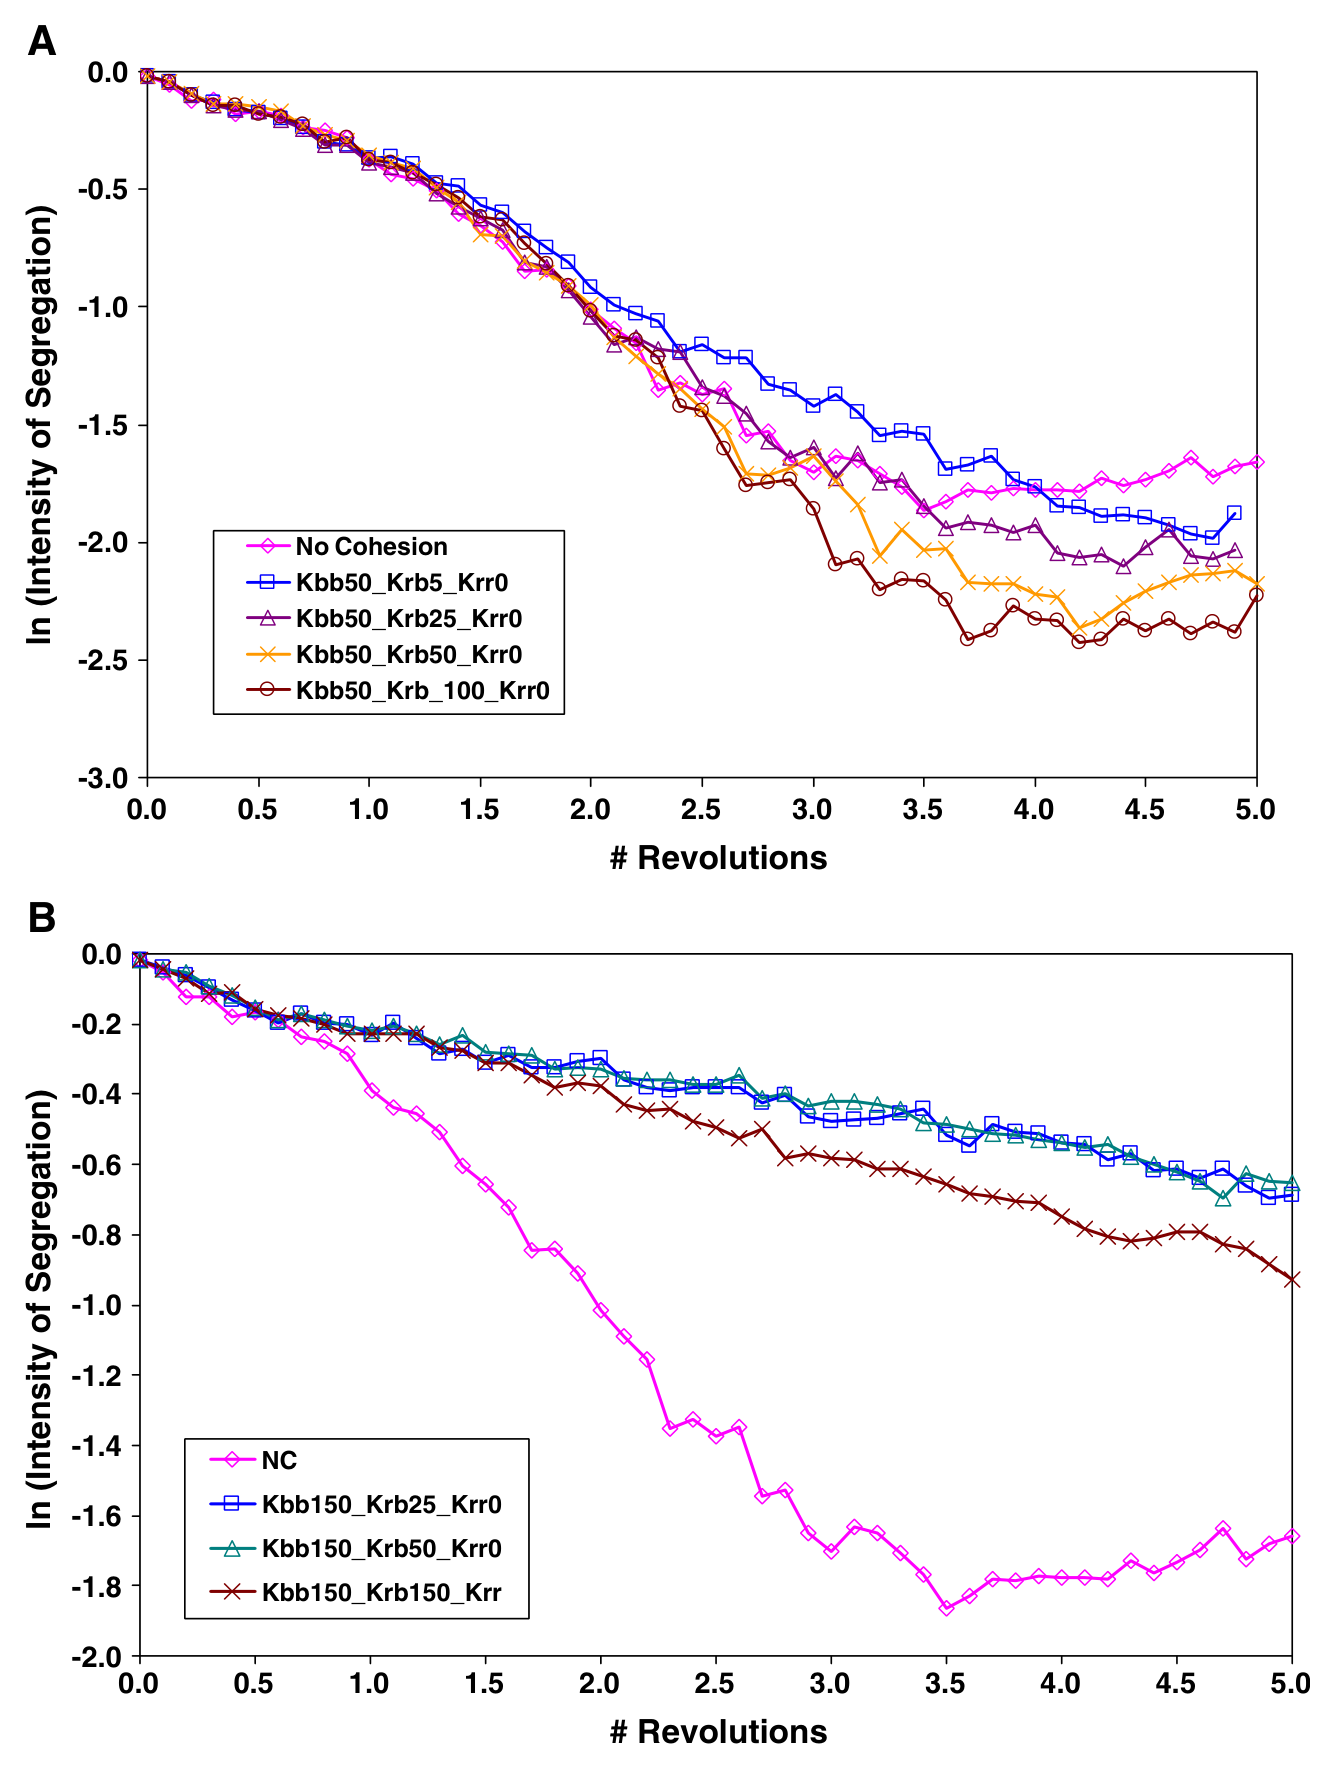 A
0.0
-0.5
-1.0
-1.5
-2.0
-2.5
-3.0
ln (Intensity of Segregation)
No Cohesion
Kbb50_Krb5_Krr0
Kbb50_Krb25_Krr0
Kbb50_Krb50_Krr0
Kbb50_Krb_100_Krr0
0.0 0.5 1.0 1.5 2.0 2.5 3.0 3.5 4.0 4.5 5.0
# Revolutions
B
0.0
-0.2
-0.4
-0.6
-0.8
-1.0
-1.2
-1.4
-1.6
-1.8
-2.0
ln (Intensity of Segregation)
NC
Kbb150_Krb25_Krr0
Kbb150_Krb50_Krr0
Kbb150_Krb150_Krr
0.0 0.5 1.0 1.5 2.0 2.5 3.0 3.5 4.0 4.5 5.0
# Revolutions